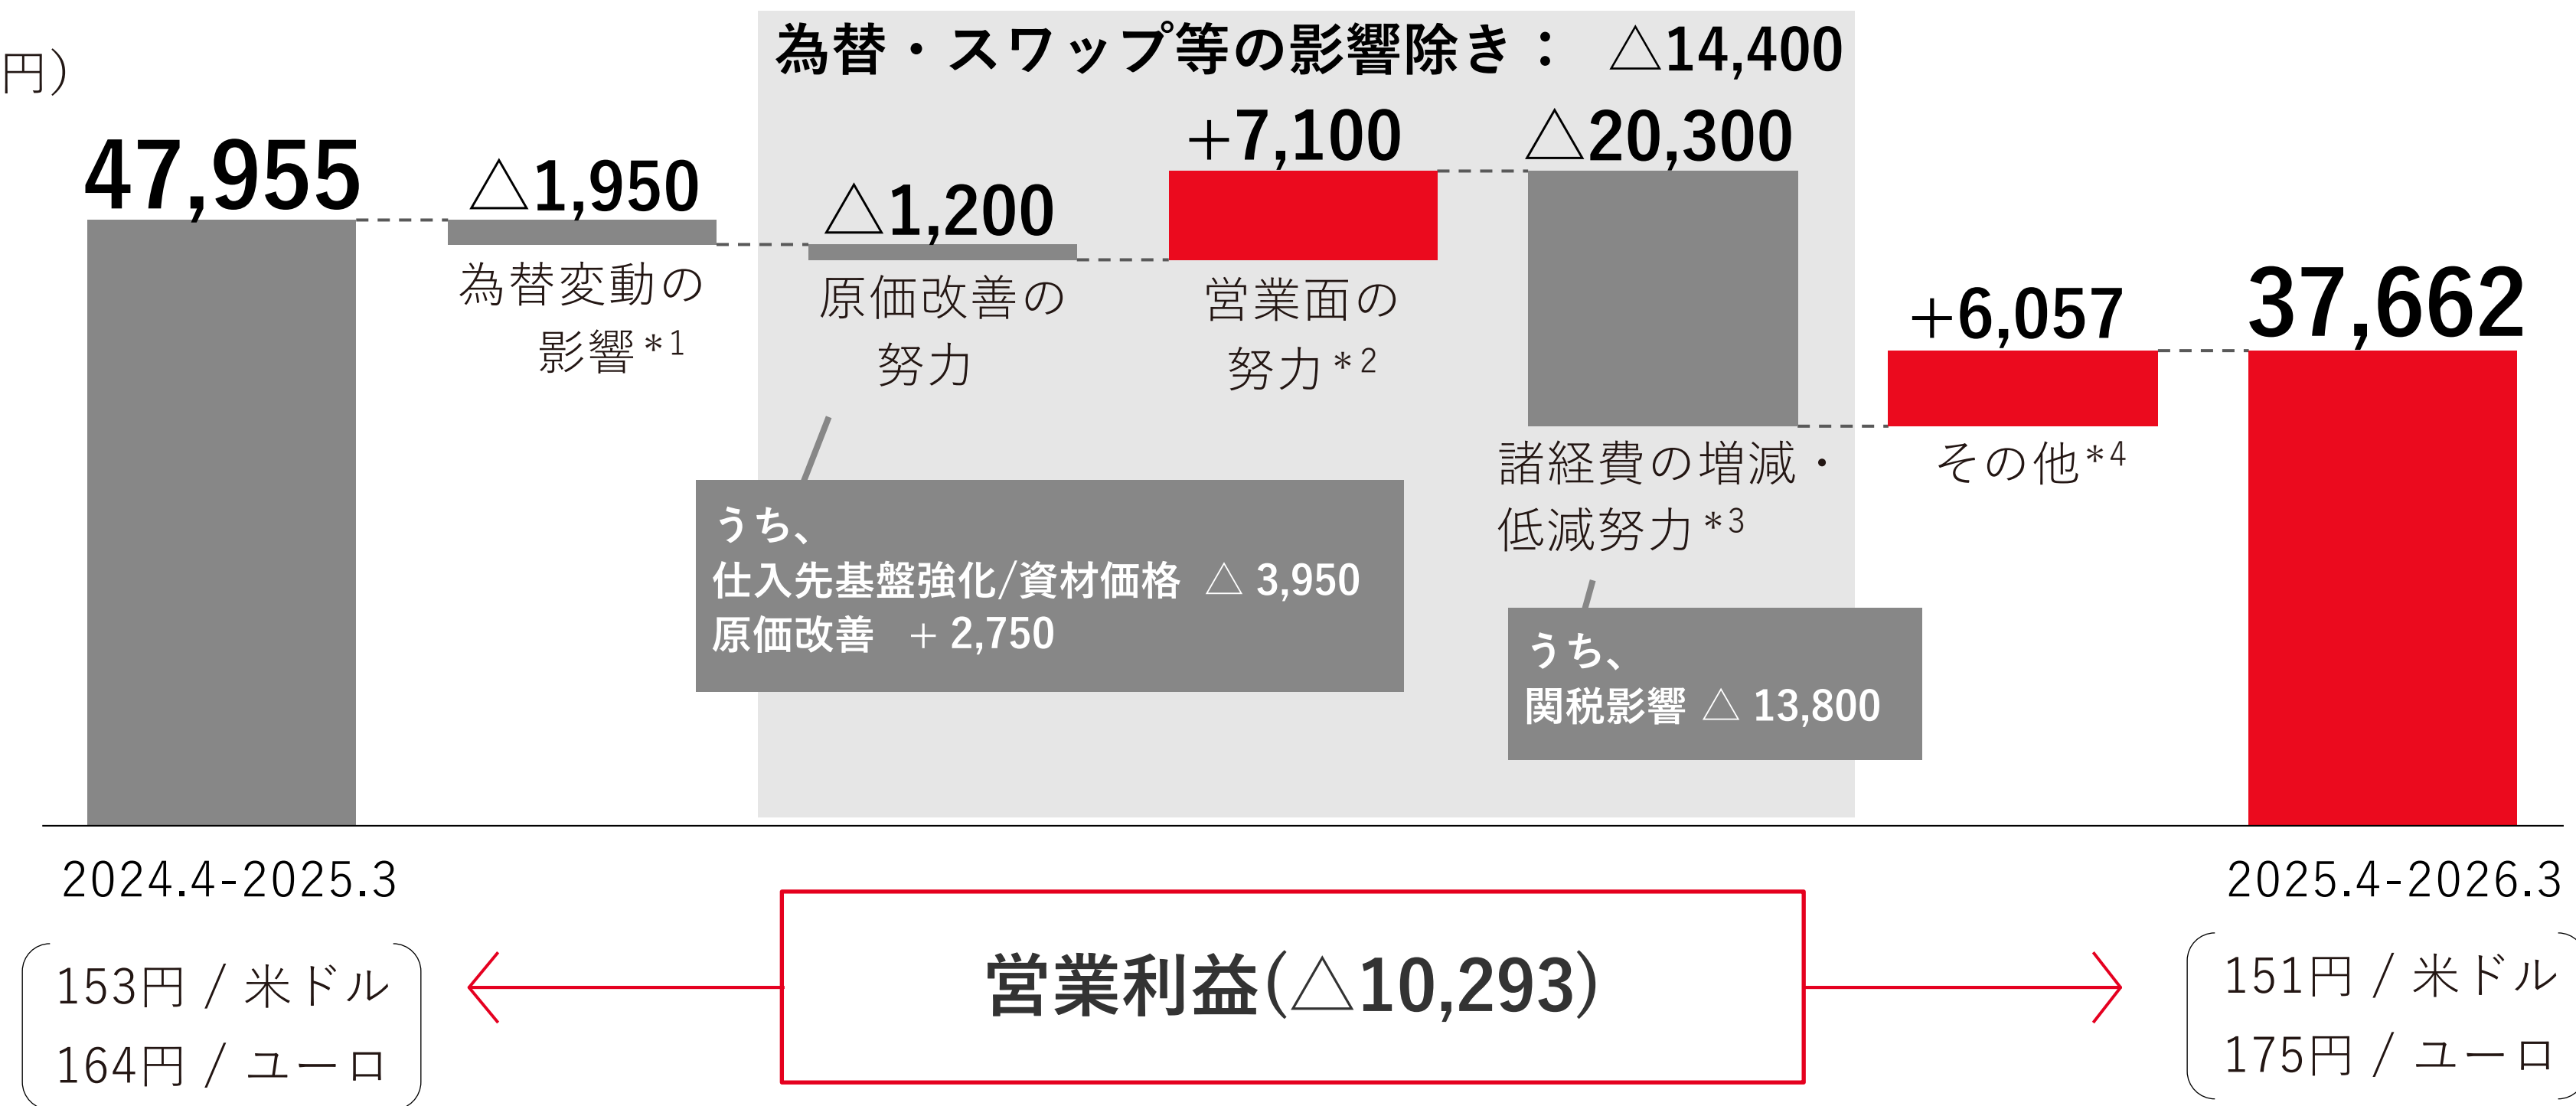 円）
為替・スワップ等の影響除き： △14,400
47,955
△1,950
為替変動の
影響*1
△1,200
原価改善の
努力
+7,100
営業面の
努力*2
△20,300
諸経費の増減・
低減努力*3
+6,057
その他*4
37,662
うち、
仕入先基盤強化/資材価格 △ 3,950
原価改善 + 2,750
うち、
関税影響 △ 13,800
2024.4-2025.3
153円 / 米ドル
164円 / ユーロ
営業利益(△10,293)
2025.4-2026.3
151円 / 米ドル
175円 / ユーロ